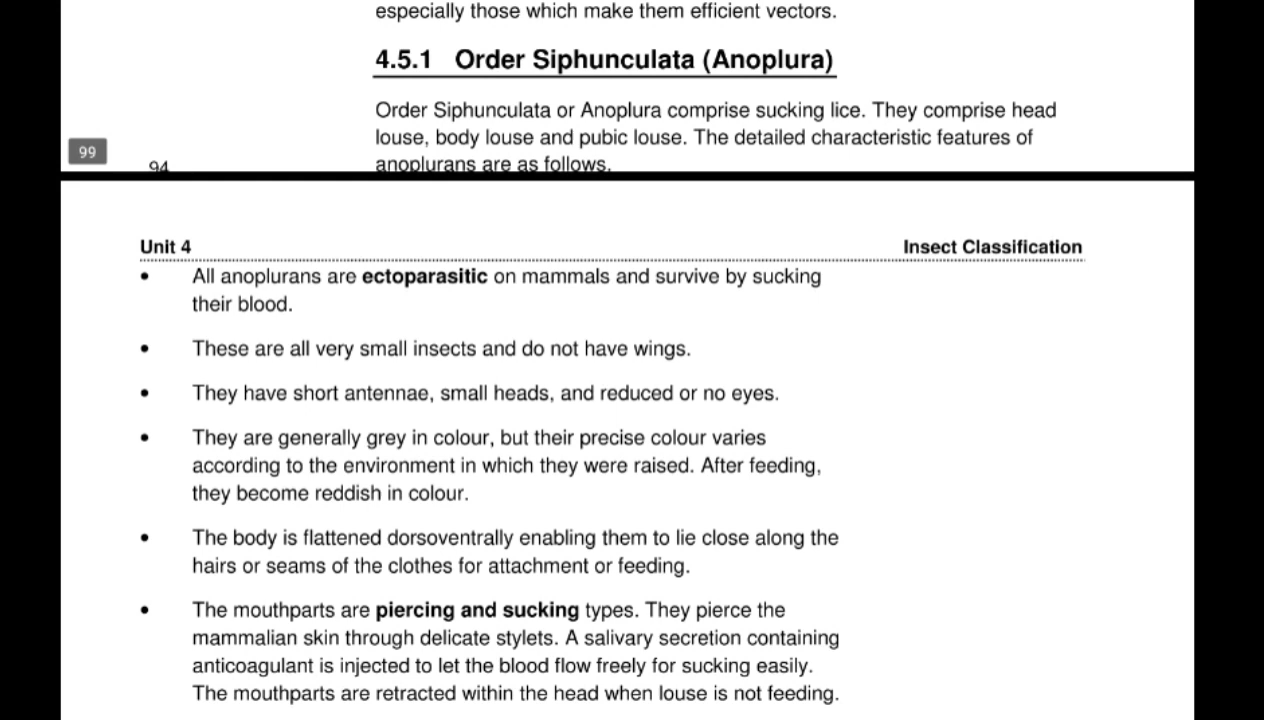 especially those which make them efficient vectors.
4.5.1 Order Siphunculata (Anoplura)
Order Siphunculata or Anoplura comprise sucking lice. They comprise head
louse, body louse and pubic louse. The detailed characteristic features of
99
94
anoplurans are as follows.
Unit 4 Insect Classification
• All anoplurans are ectoparasitic on mammals and survive by sucking
their blood.
• These are all very small insects and do not have wings.
• They have short antennae, small heads, and reduced or no eyes.
• They are generally grey in colour, but their precise colour varies
according to the environment in which they were raised. After feeding,
they become reddish in colour.
• The body is flattened dorsoventrally enabling them to lie close along the
hairs or seams of the clothes for attachment or feeding.
• The mouthparts are piercing and sucking types. They pierce the
mammalian skin through delicate stylets. A salivary secretion containing
anticoagulant is injected to let the blood flow freely for sucking easily.
The mouthparts are retracted within the head when louse is not feeding.